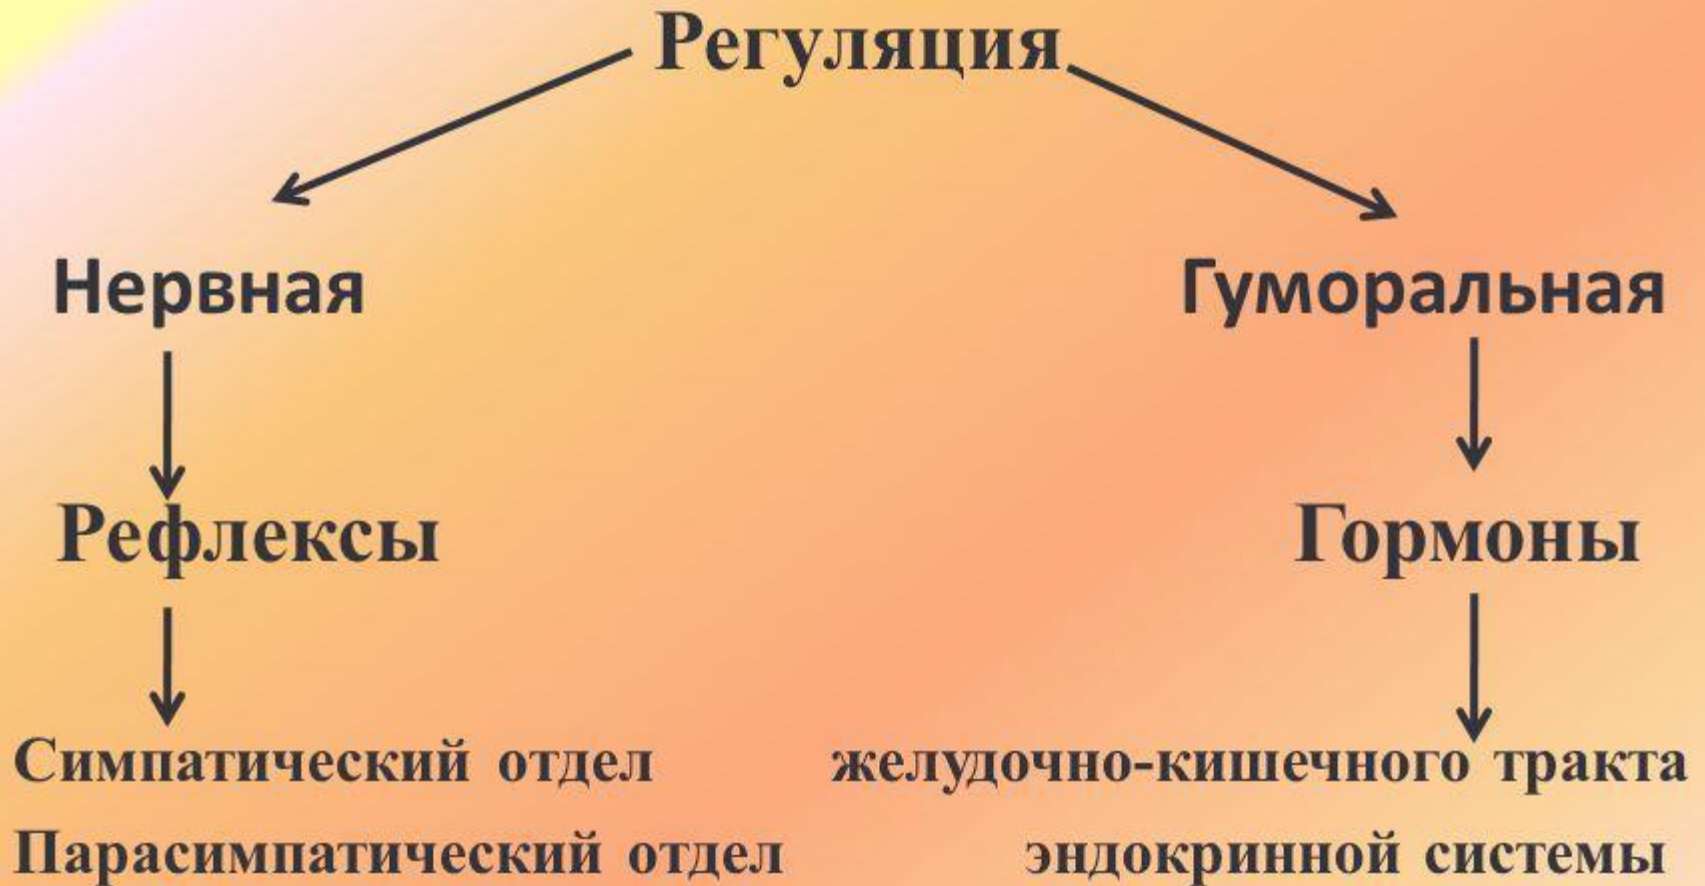 Регуляция
Нервная
Гуморальная
Рефлексы
Гормоны
Симпатический отдел
желудочно-кишечного тракта
Парасимпатический отдел
эндокринной системы